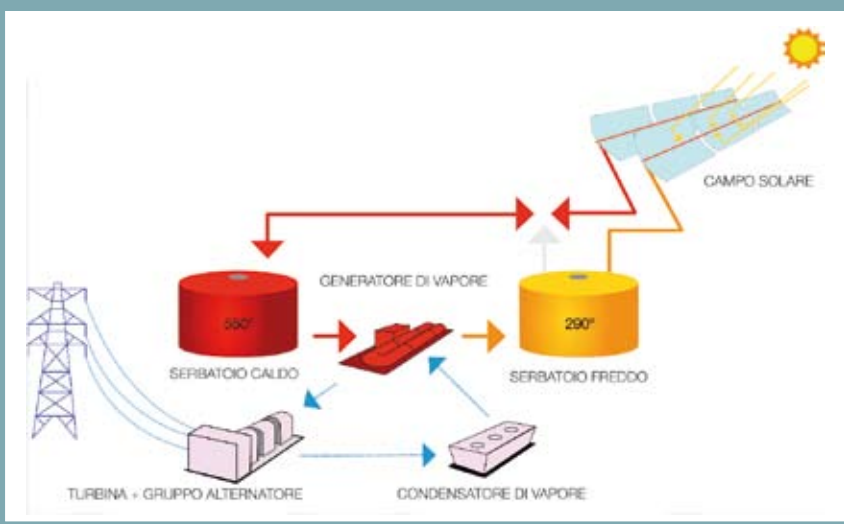 CAMPO SOLARE
GENERATORE DI VAPORE
550°
290°
SERBATOIO CALDO
SERBATOIO FREDDO
TURBINA + GRUPPO ALTERNATORE
CONDENSATORE DI VAPORE